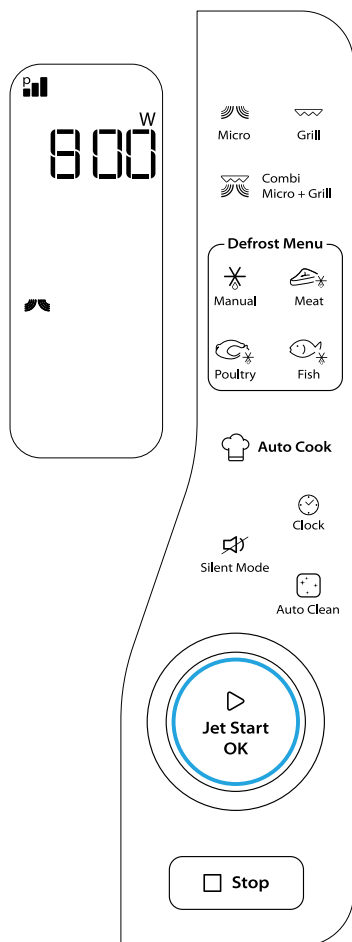 P
W
800
Micro
Grill
Combi
Micro + Grill
Defrost Menu
Manual
Meat
Poultry
Fish
Auto Cook
Clock
Silent Mode
Auto Clean
Jet Start
OK
Stop